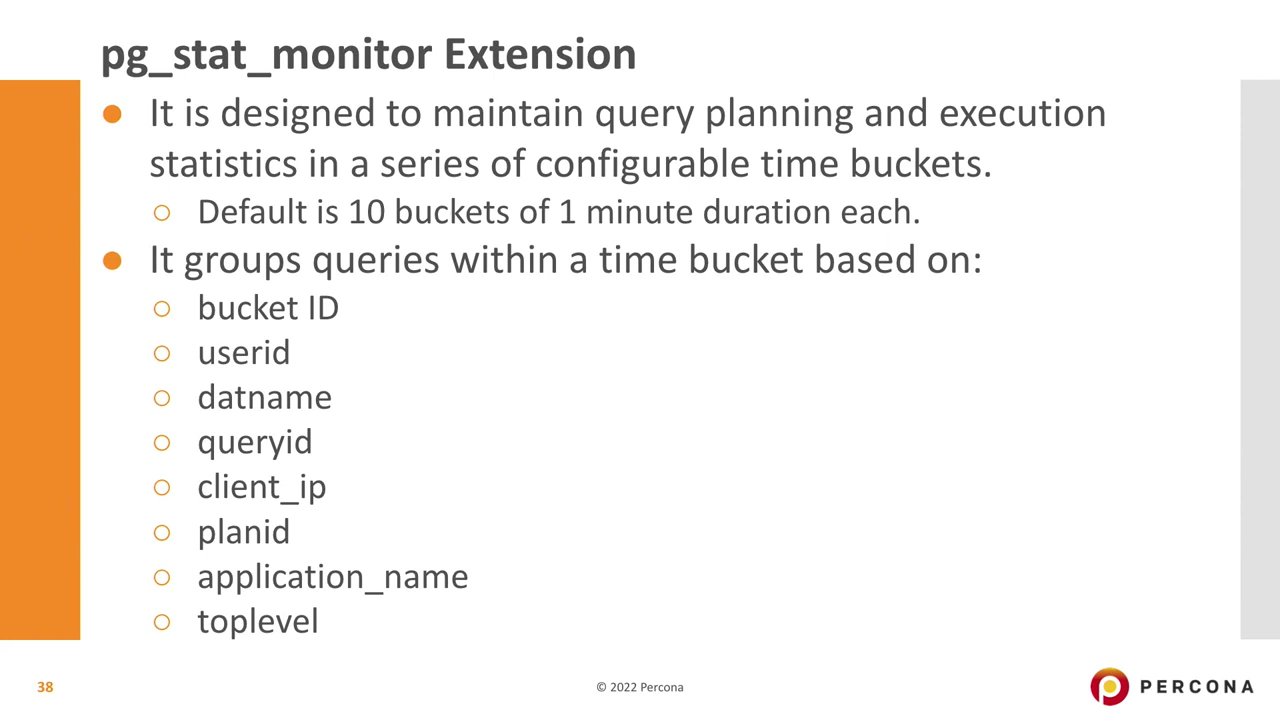 pg_stat_monitor Extension
● It is designed to maintain query planning and execution
statistics in a series of configurable time buckets.
○ Default is 10 buckets of 1 minute duration each.
● It groups queries within a time bucket based on:
○ bucket ID
○ userid
○ datname
○ queryid
○ client_ip
○ planid
○ application_name
○ toplevel
38
© 2022 Percona
PERCONA